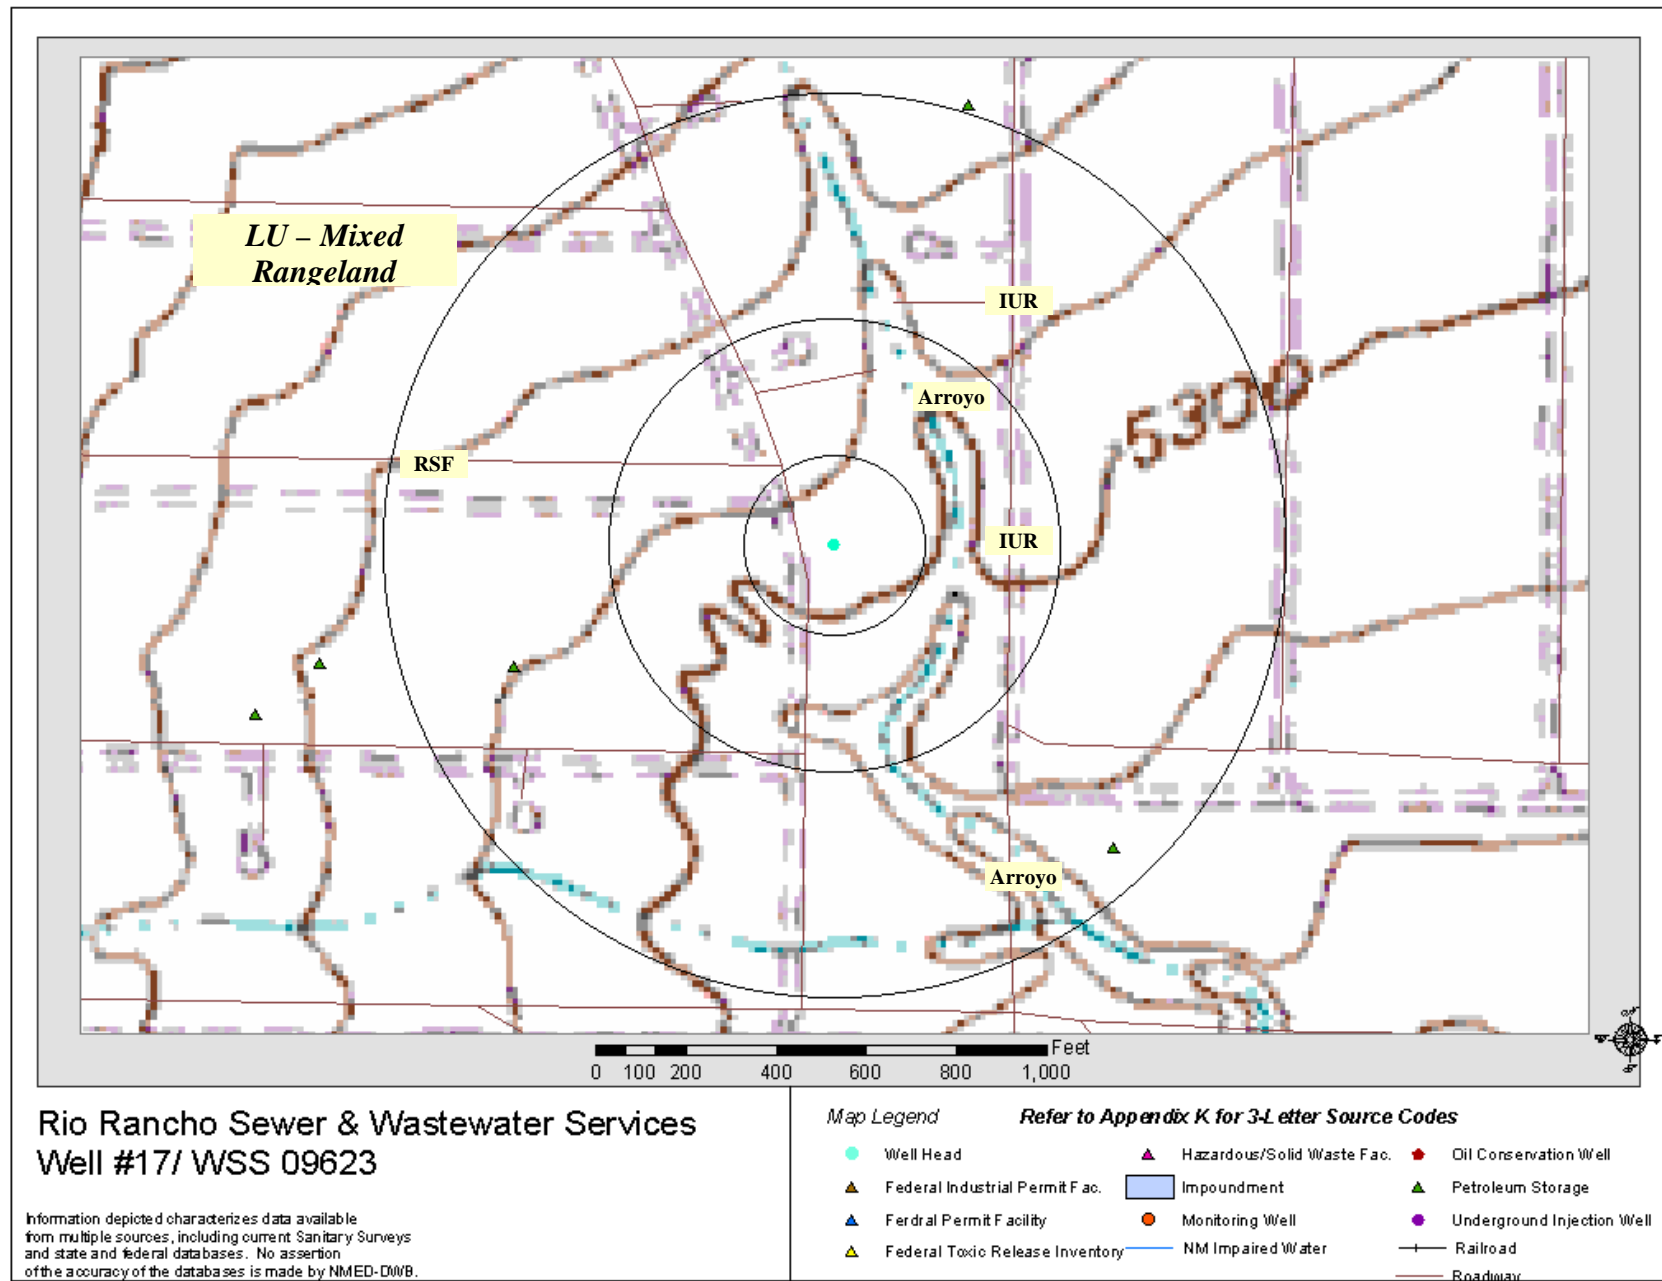 LU – Mixed
Rangeland
IUR
5300
Arroyo
RSF
IUR
Arroyo
Feet
0 100 200 400 600 800 1,000
Rio Rancho Sewer & Wastewater Services
Well #17/ WSS 09623
Information depicted characterizes data available
from multiple sources, including current Sanitary Surveys
and state and federal databases. No assertion
of the accuracy of the databases is made by NMED-DWB.
Map Legend
Refer to Appendix K for 3-Letter Source Codes
Well Head
Federal Industrial Permit Fac.
Ferdral Permit Facility
Federal Toxic Release Inventory
Hazardous/Solid Waste Fac.
Impoundment
Monitoring Well
NM Impaired Water
Oil Conservation Well
Petroleum Storage
Underground Injection Well
Railroad
Roadway